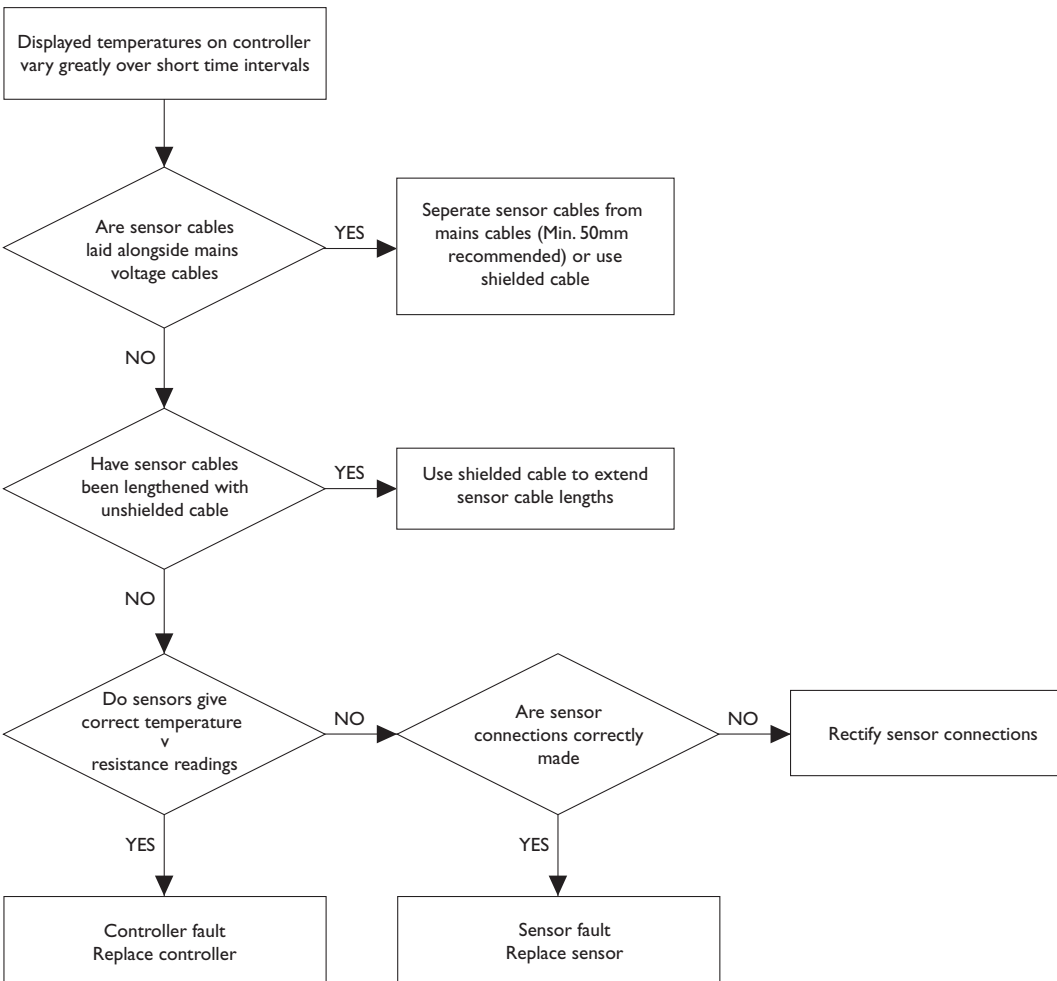 Displayed temperatures on controller
vary greatly over short time intervals
Are sensor cables
laid alongside mains
voltage cables
YES
Seperate sensor cables from
mains cables (Min. 50mm
recommended) or use
shielded cable
NO
Have sensor cables
been lengthened with
unshielded cable
YES
Use shielded cable to extend
sensor cable lengths
NO
Do sensors give
correct temperature
v
resistance readings
NO
Are sensor
connections correctly
made
NO
Rectify sensor connections
YES
YES
Controller fault
Replace controller
Sensor fault
Replace sensor